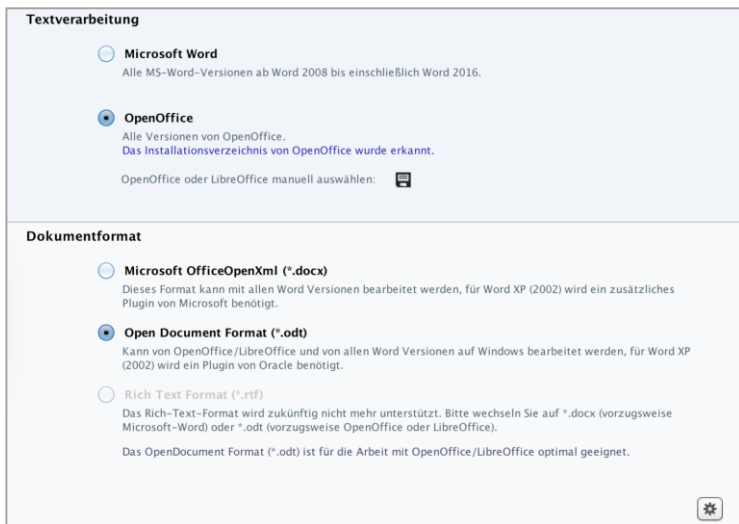 Textverarbeitung
Microsoft Word
Alle MS-Word-Versionen ab Word 2008 bis einschließlich Word 2016.
OpenOffice
Alle Versionen von OpenOffice.
Das Installationsverzeichnis von OpenOffice wurde erkannt.
OpenOffice oder LibreOffice manuell auswählen:
Dokumentformat
Microsoft OfficeOpenXml (*.docx)
Dieses Format kann mit allen Word Versionen bearbeitet werden, für Word XP (2002) wird ein zusätzliches
Plugin von Microsoft benötigt.
Open Document Format (*.odt)
Kann von OpenOffice/LibreOffice und von allen Word Versionen auf Windows bearbeitet werden, für Word XP
(2002) wird ein Plugin von Oracle benötigt.
Rich Text Format (*.rtf)
Das Rich-Text-Format wird zukünftig nicht mehr unterstützt. Bitte wechseln Sie auf *.docx (vorzugsweise
Microsoft-Word) oder *.odt (vorzugsweise OpenOffice oder LibreOffice).
Das OpenDocument Format (*.odt) ist für die Arbeit mit OpenOffice/LibreOffice optimal geeignet.